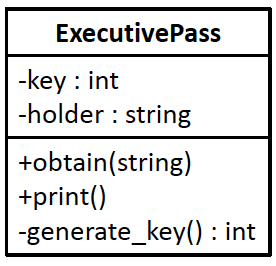 ExecutivePass
-key : int
-holder : string
+obtain(string)
+print()
-generate_key() : int